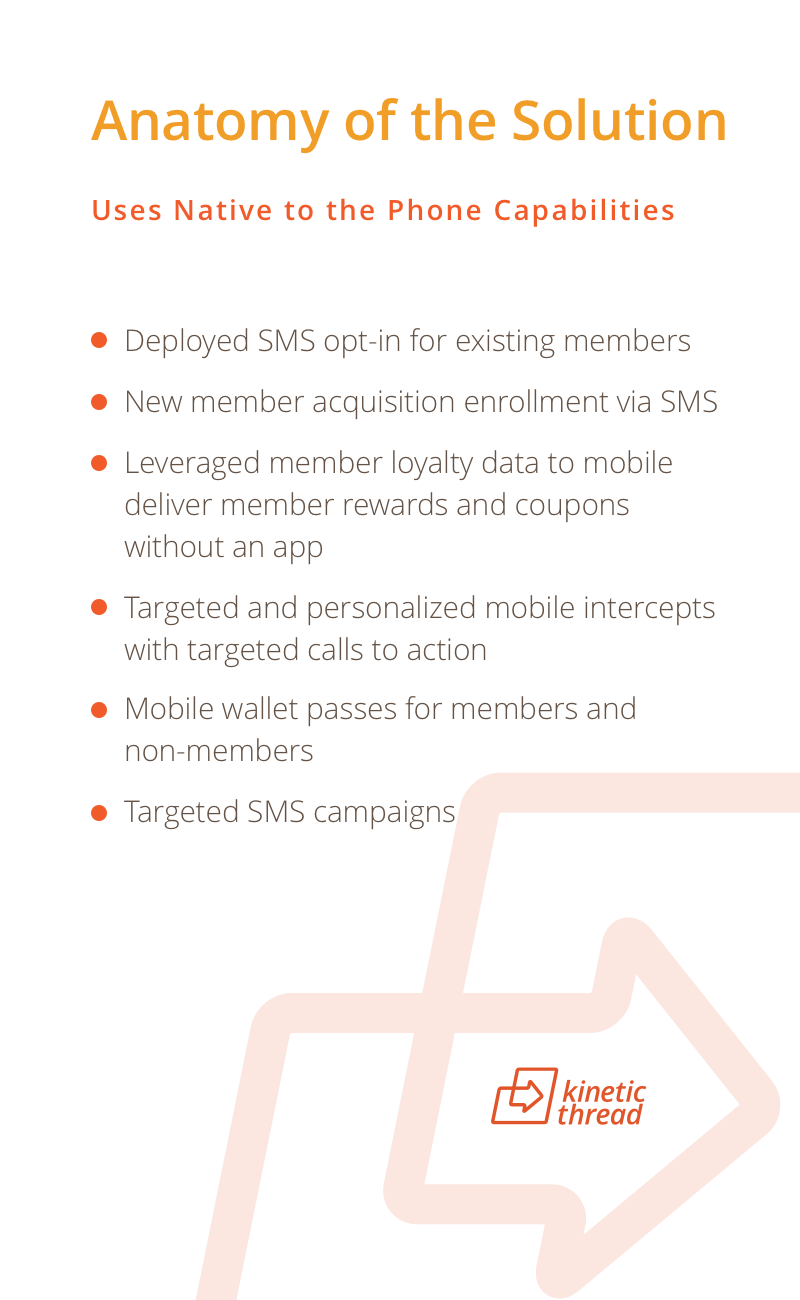 Anatomy of the Solution
Uses Native to the Phone Capabilities
Deployed SMS opt-in for existing members
New member acquisition enrollment via SMS
Leveraged member loyalty data to mobile
deliver member rewards and coupons
without an app
Targeted and personalized mobile intercepts
with targeted calls to action
Mobile wallet passes for members and
non-members
Targeted SMS campaigns
kinetic
thread